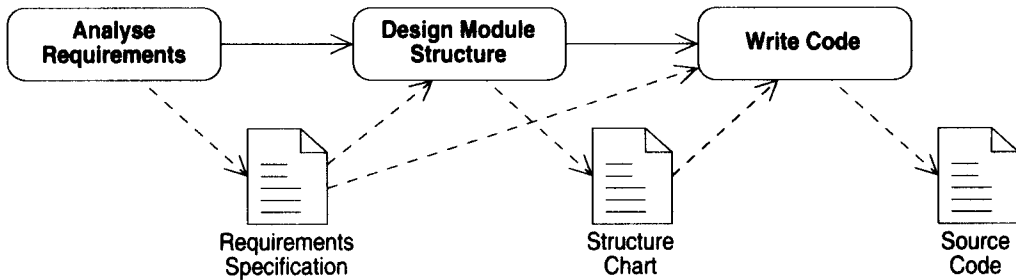 Analyse
Requirements
Design Module
Structure
Write Code
Requirements
Specification
Structure
Chart
Source
Code